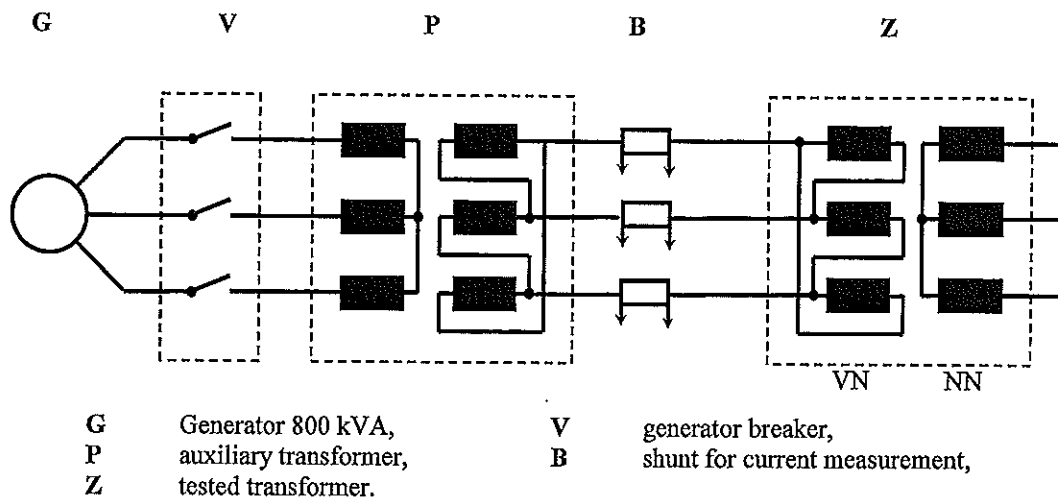 G V P B Z
VN NN
G Generator 800 kVA, V generator breaker,
P auxiliary transformer, B shunt for current measurement,
Z tested transformer.